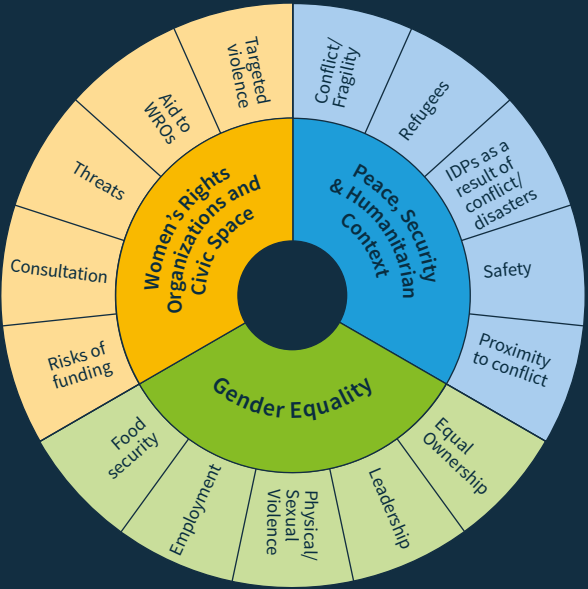 Women's Rights
Organizations and
Civic Space
Peace, Security
& Humanitarian
Context
Gender Equality
Conflict/
Fragility
Refugees
IDPs as a
result of
conflict/
disasters
Safety
Proximity
to conflict
Equal
Ownership
Leadership
Physical/
Sexual
Violence
Employment
Food
security
Risks of
funding
Consultation
Threats
Aid to
WROs
Targeted
violence